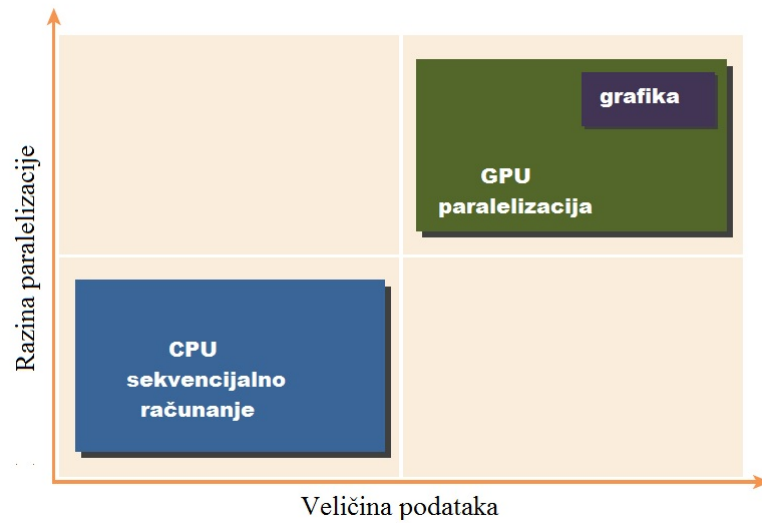 Razina paralelizacije
grafika
GPU
paralelizacija
CPU
sekvencijalno
računanje
Veličina podataka